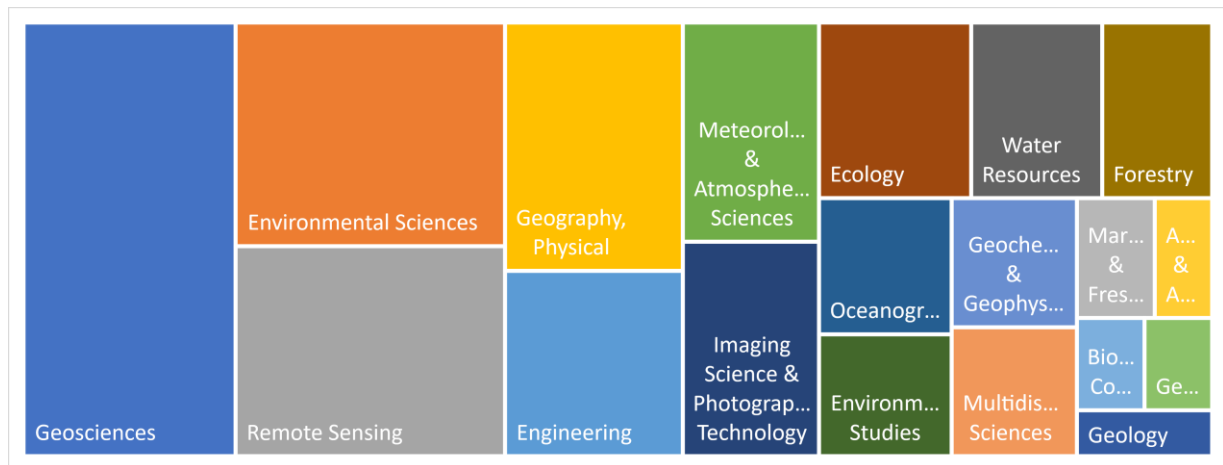 Geosciences
Environmental Sciences
Remote Sensing
Geography,
Physical
Engineering
Meteorol...
&
Atmosphe...
Sciences
Imaging
Science &
Photograp...
Technology
Ecology
Water
Resources
Forestry
Oceanogr...
Environm...
Studies
Geoche...
&
Geophys...
Multidis...
Sciences
Mar...
&
Fres...
A...
& 
A...
Bio...
Co...
Ge...
Geology